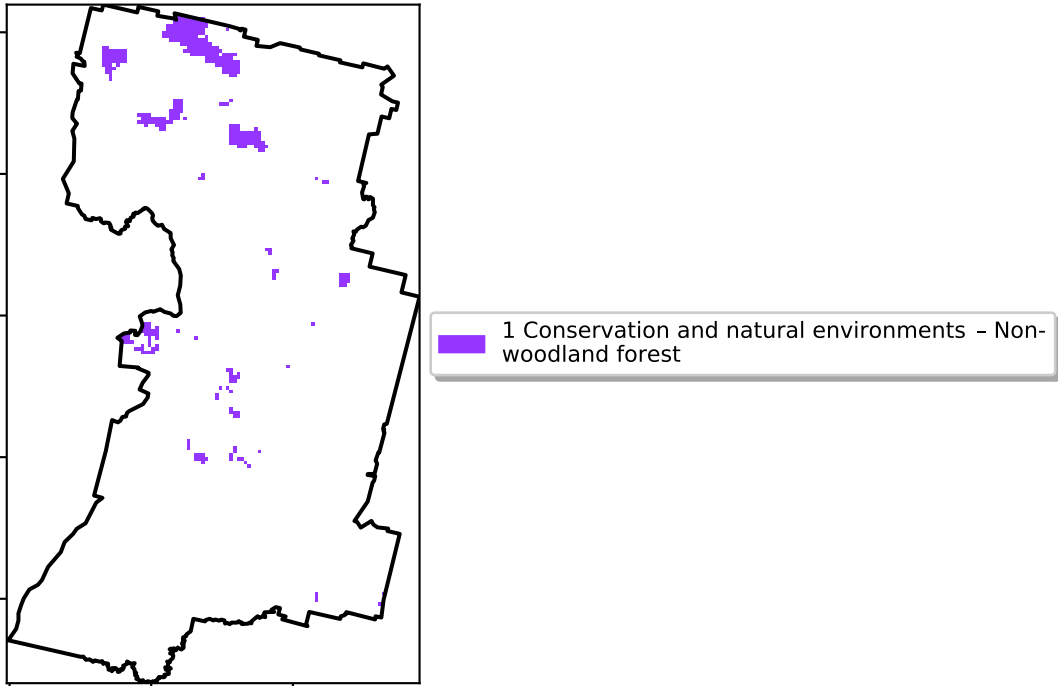 1 Conservation and natural environments – Non-
woodland forest